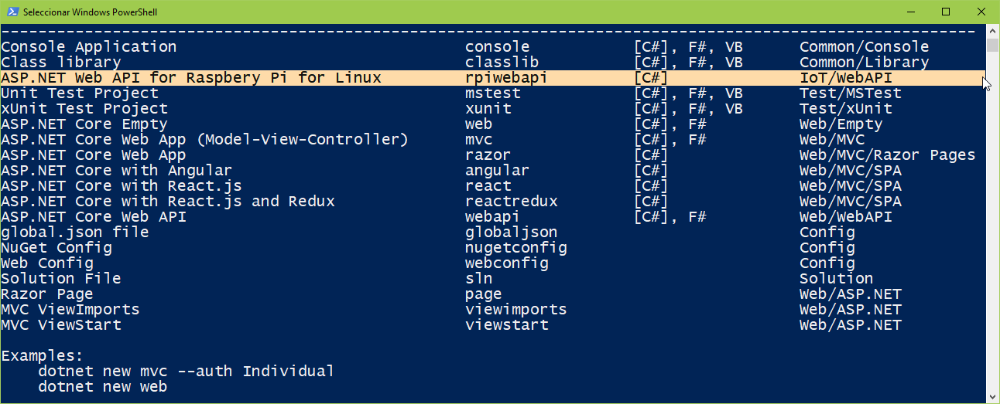 Seleccionar Windows PowerShell
---------------------------------------------------------------------------------------------------------
Console Application                               console           [C#], F#, VB      Common/Console
Class library                                     classlib          [C#], F#, VB      Common/Library
ASP.NET Web API for Raspbery Pi for Linux         rpiwebapi         [C#]              IoT/WebAPI
Unit Test Project                                 mstest            [C#], F#, VB      Test/MSTest
xUnit Test Project                                xunit             [C#], F#, VB      Test/xUnit
ASP.NET Core Empty                                web               [C#], F#          Web/Empty
ASP.NET Core Web App (Model-View-Controller)      mvc               [C#], F#          Web/MVC
ASP.NET Core Web App                              razor             [C#]              Web/MVC/Razor Pages
ASP.NET Core with Angular                         angular           [C#]              Web/MVC/SPA
ASP.NET Core with React.js                        react             [C#]              Web/MVC/SPA
ASP.NET Core with React.js and Redux              reactredux        [C#]              Web/MVC/SPA
ASP.NET Core Web API                              webapi            [C#], F#          Web/WebAPI
global.json file                                  globaljson                          Config
NuGet Config                                      nugetconfig                         Config
Web Config                                        webconfig                           Config
Solution File                                     sln                                 Solution
Razor Page                                        page                                Web/ASP.NET
MVC ViewImports                                   viewimports                         Web/ASP.NET
MVC ViewStart                                     viewstart                           Web/ASP.NET
Examples:
    dotnet new mvc --auth Individual
    dotnet new web